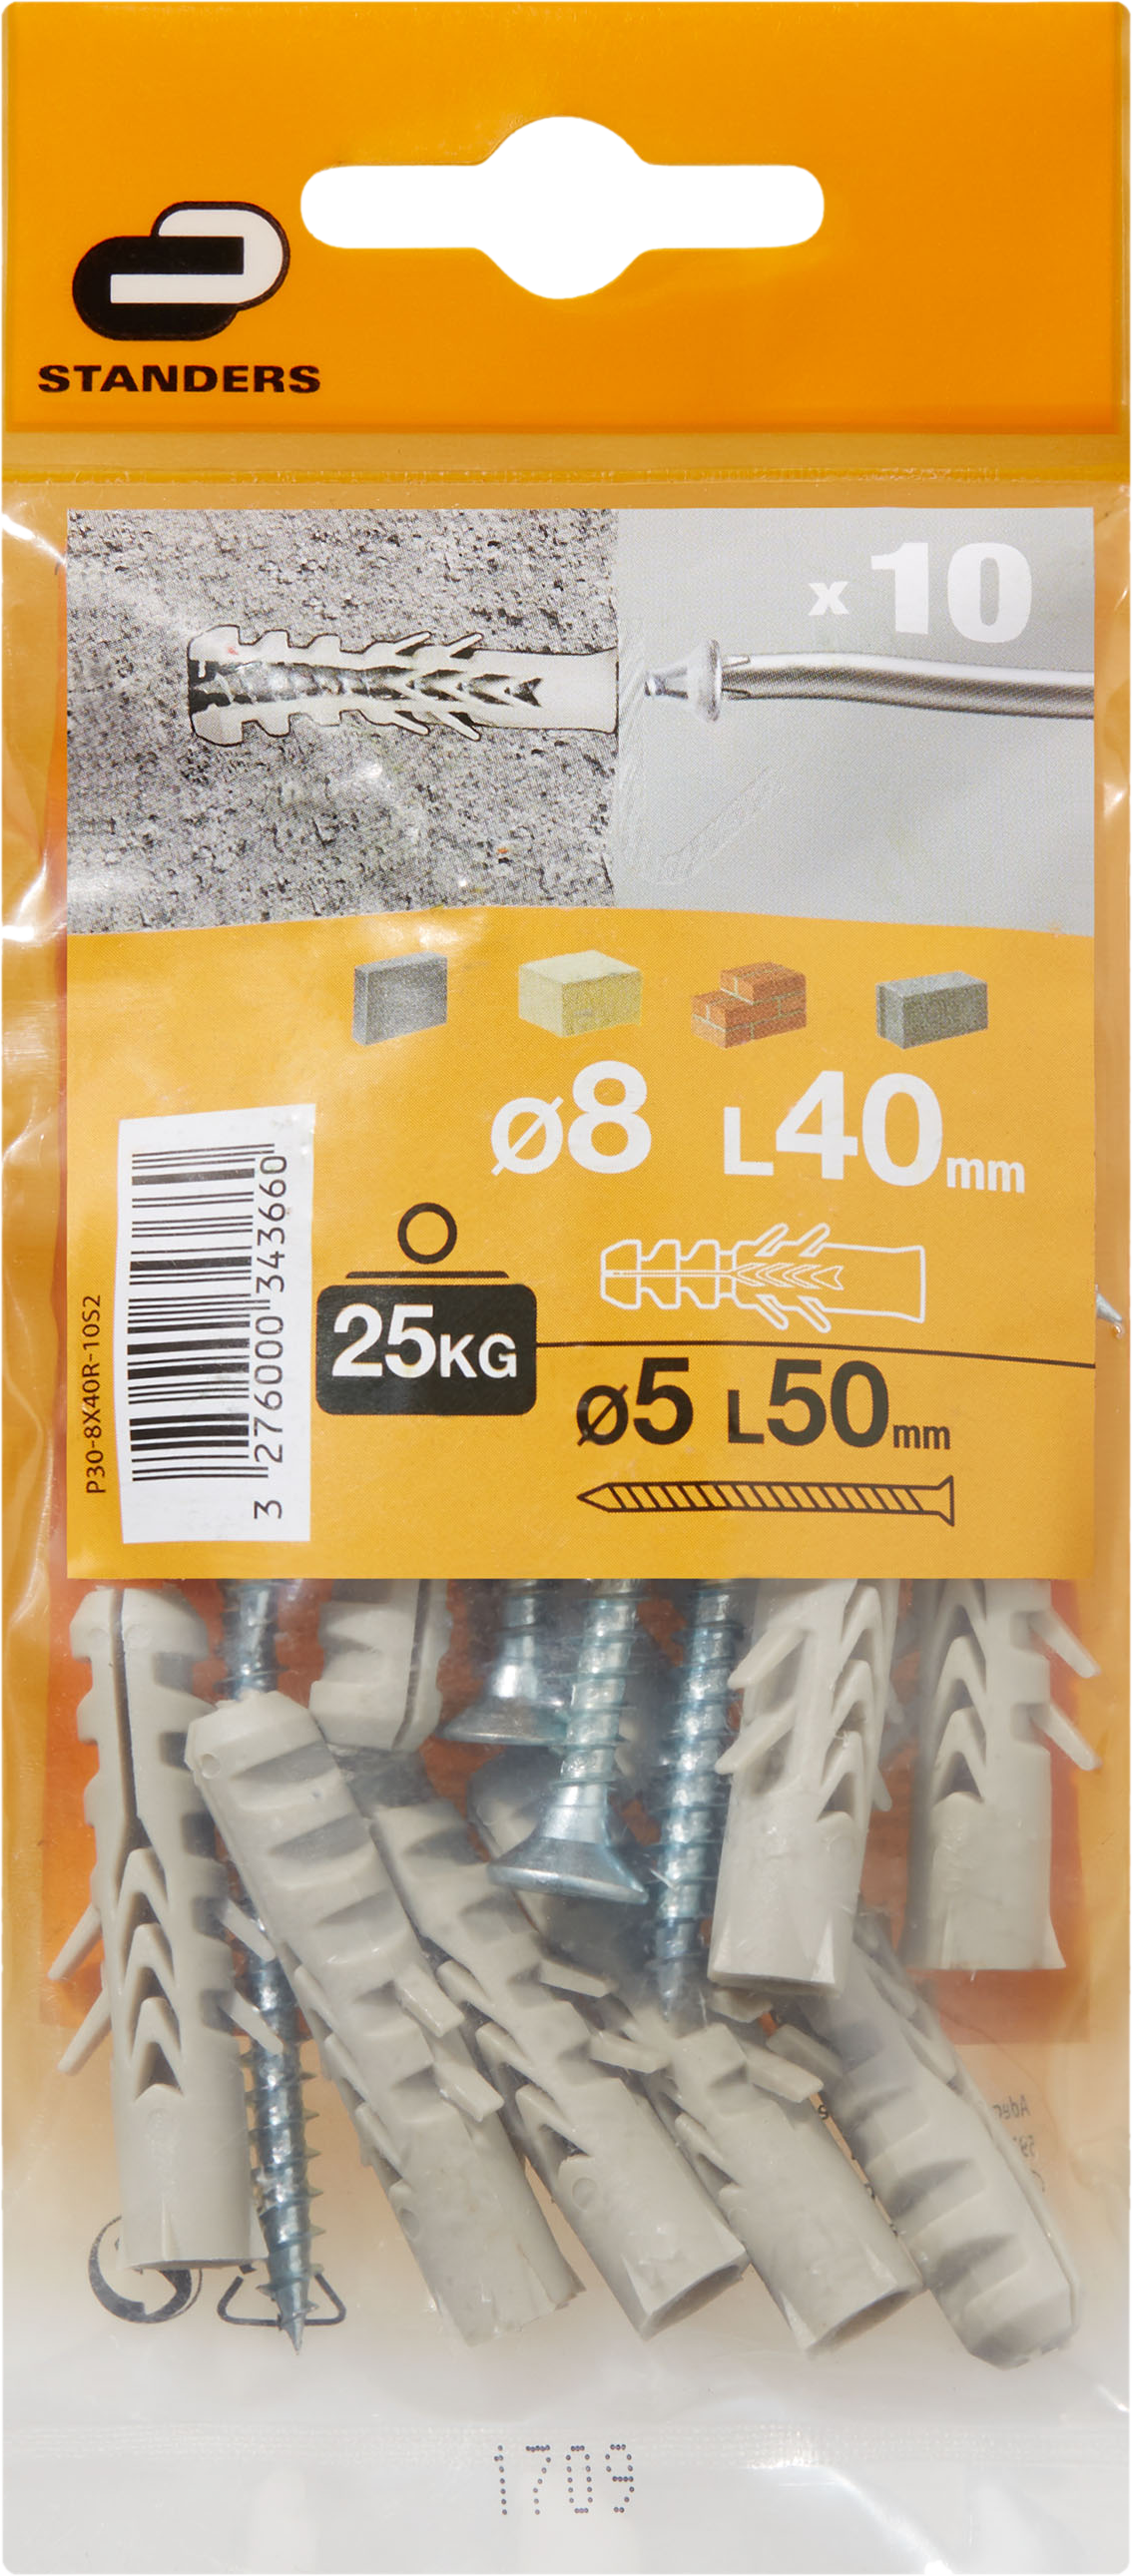 STANDERS
x 10
Ø8 L40mm
25KG
Ø5 L50mm
P30-8X40R-10S2
3 276000 343660
1709